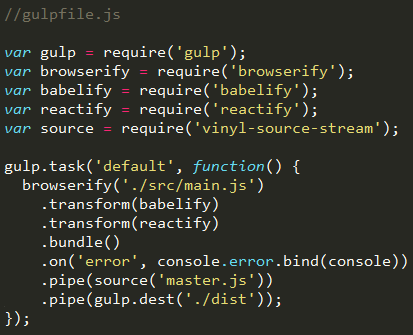 //gulpfile.js
var gulp = require('gulp');
var browserify = require('browserify');
var babelify = require('babelify');
var reactify = require('reactify');
var source = require('vinyl-source-stream');
gulp.task('default', function() {
  browserify('./src/main.js')
    .transform(babelify)
    .transform(reactify)
    .bundle()
    .on('error', console.error.bind(console))
    .pipe(source('master.js'))
    .pipe(gulp.dest('./dist'));
});